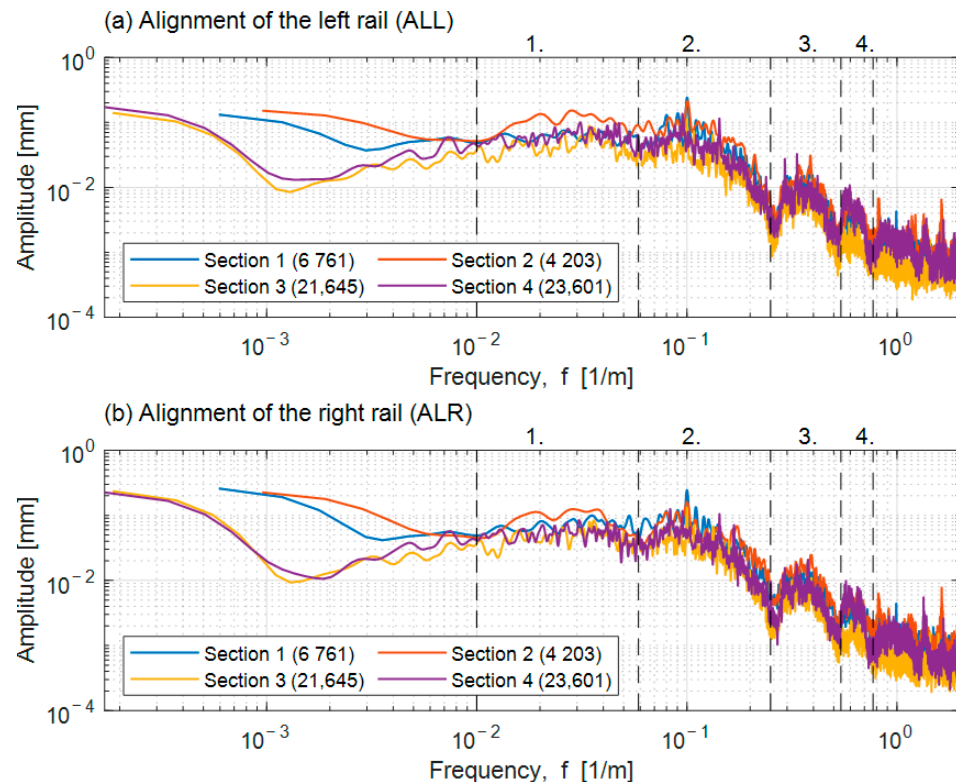 (a) Alignment of the left rail (ALL)
1. 2. 3. 4.
10^0
10^-2
10^-4
Amplitude [mm]
Section 1 (6 761) Section 2 (4 203)
Section 3 (21,645) Section 4 (23,601)
10^-3 10^-2 10^-1 10^0
Frequency, f [1/m]
(b) Alignment of the right rail (ALR)
1. 2. 3. 4.
10^0
10^-2
10^-4
Amplitude [mm]
Section 1 (6 761) Section 2 (4 203)
Section 3 (21,645) Section 4 (23,601)
10^-3 10^-2 10^-1 10^0
Frequency, f [1/m]